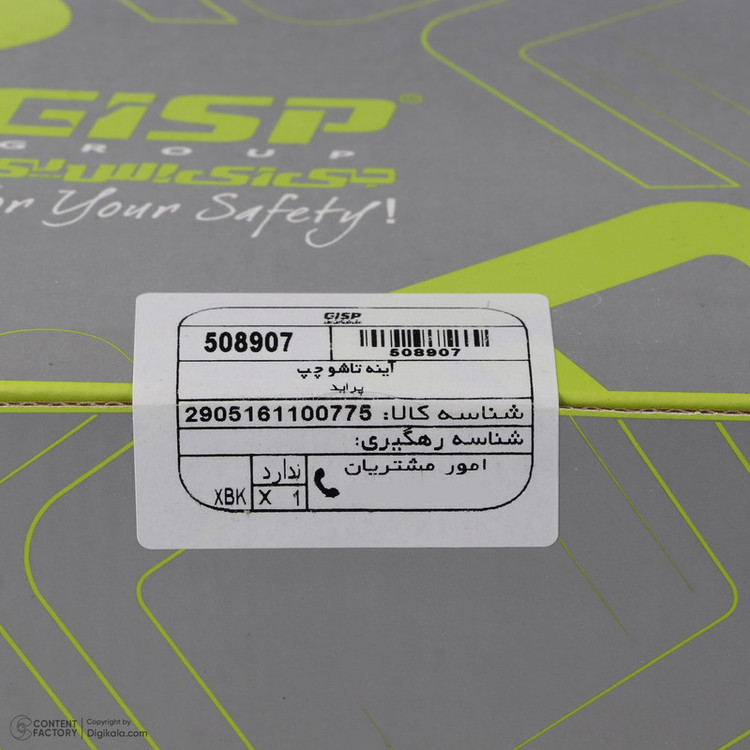 GISP®
GROUP
جی ای اس پی
For Your Safety!
GISP
508907
508907
آینه تاشو چپ
پراید
شناسه کالا: 2905161100775
شناسه رهگیری:
امور مشتریان
ندارد
XBK X 1
CONTENT FACTORY
Copyright by Digikala.com